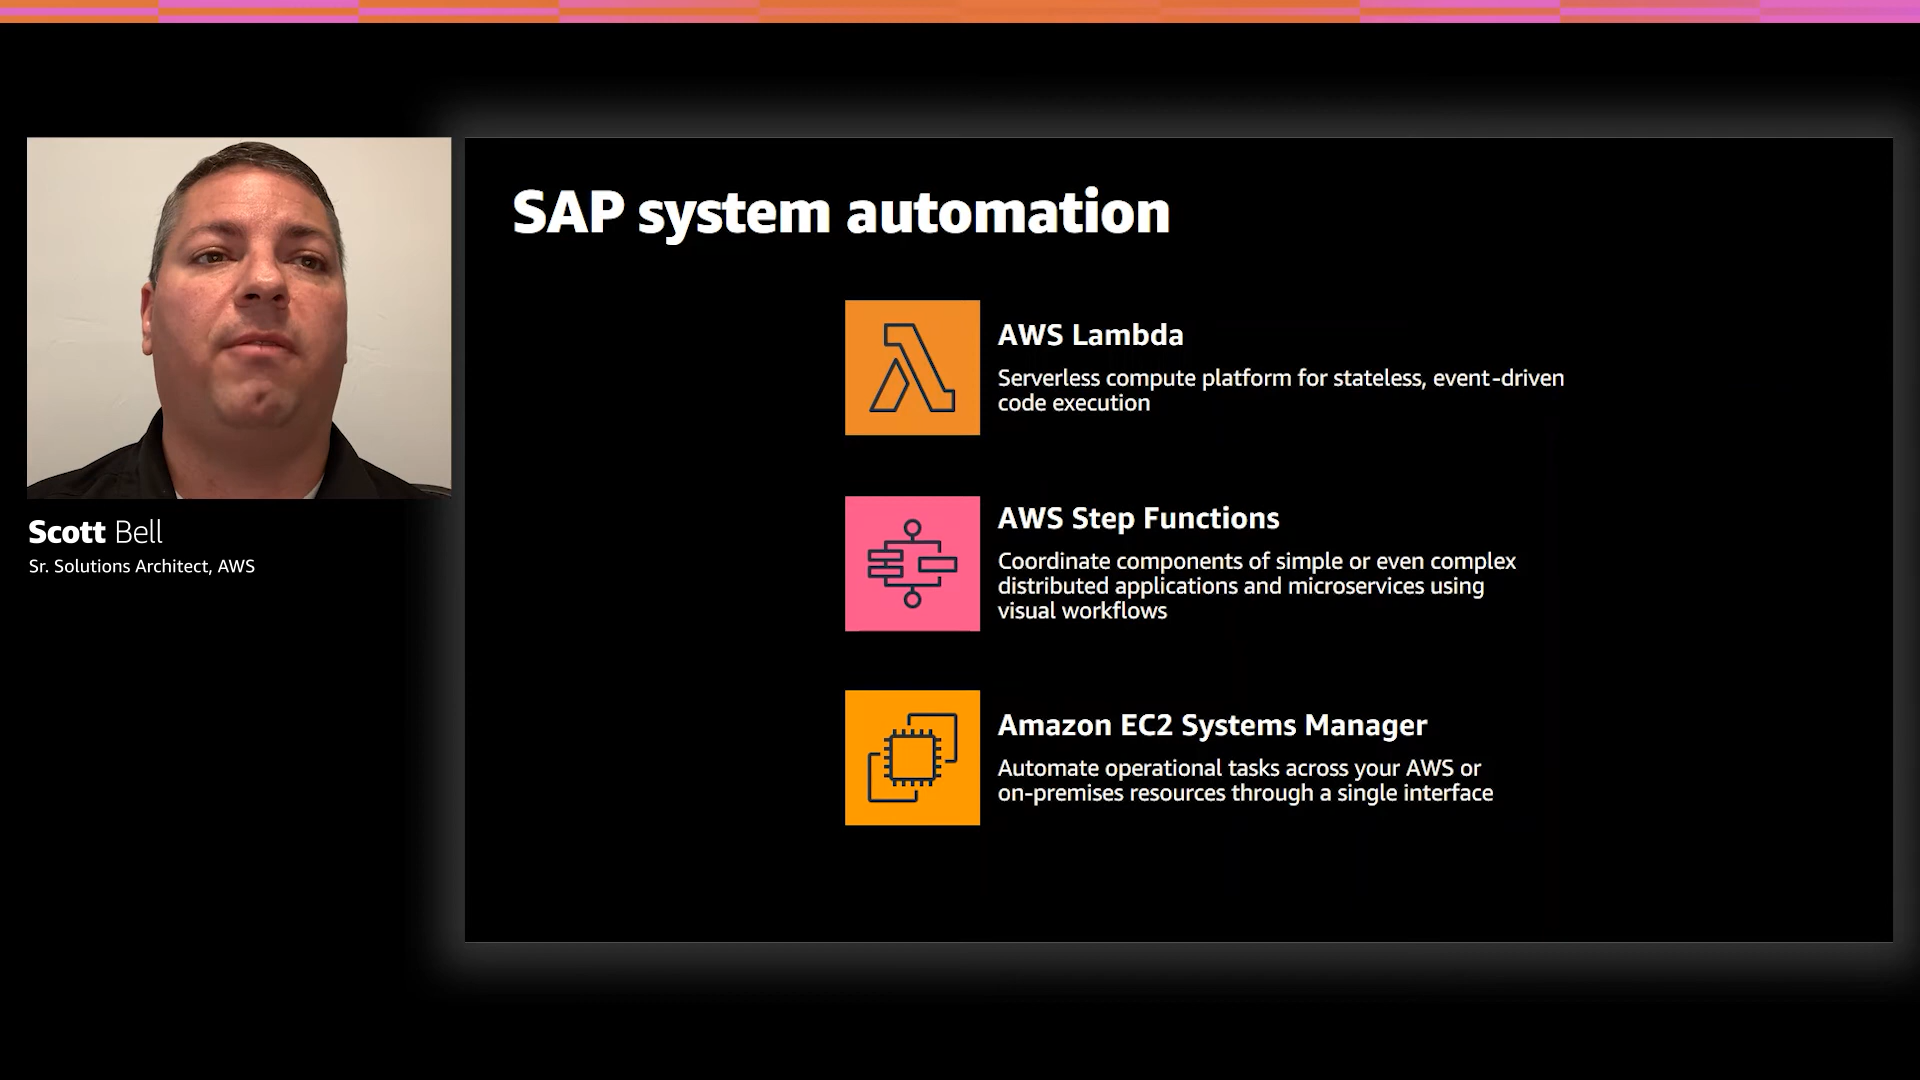 SAP system automation
AWS Lambda
Serverless compute platform for stateless, event-driven
code execution
AWS Step Functions
Coordinate components of simple or even complex
distributed applications and microservices using
visual workflows
Amazon EC2 Systems Manager
Automate operational tasks across your AWS or
on-premises resources through a single interface
Scott Bell
Sr. Solutions Architect, AWS